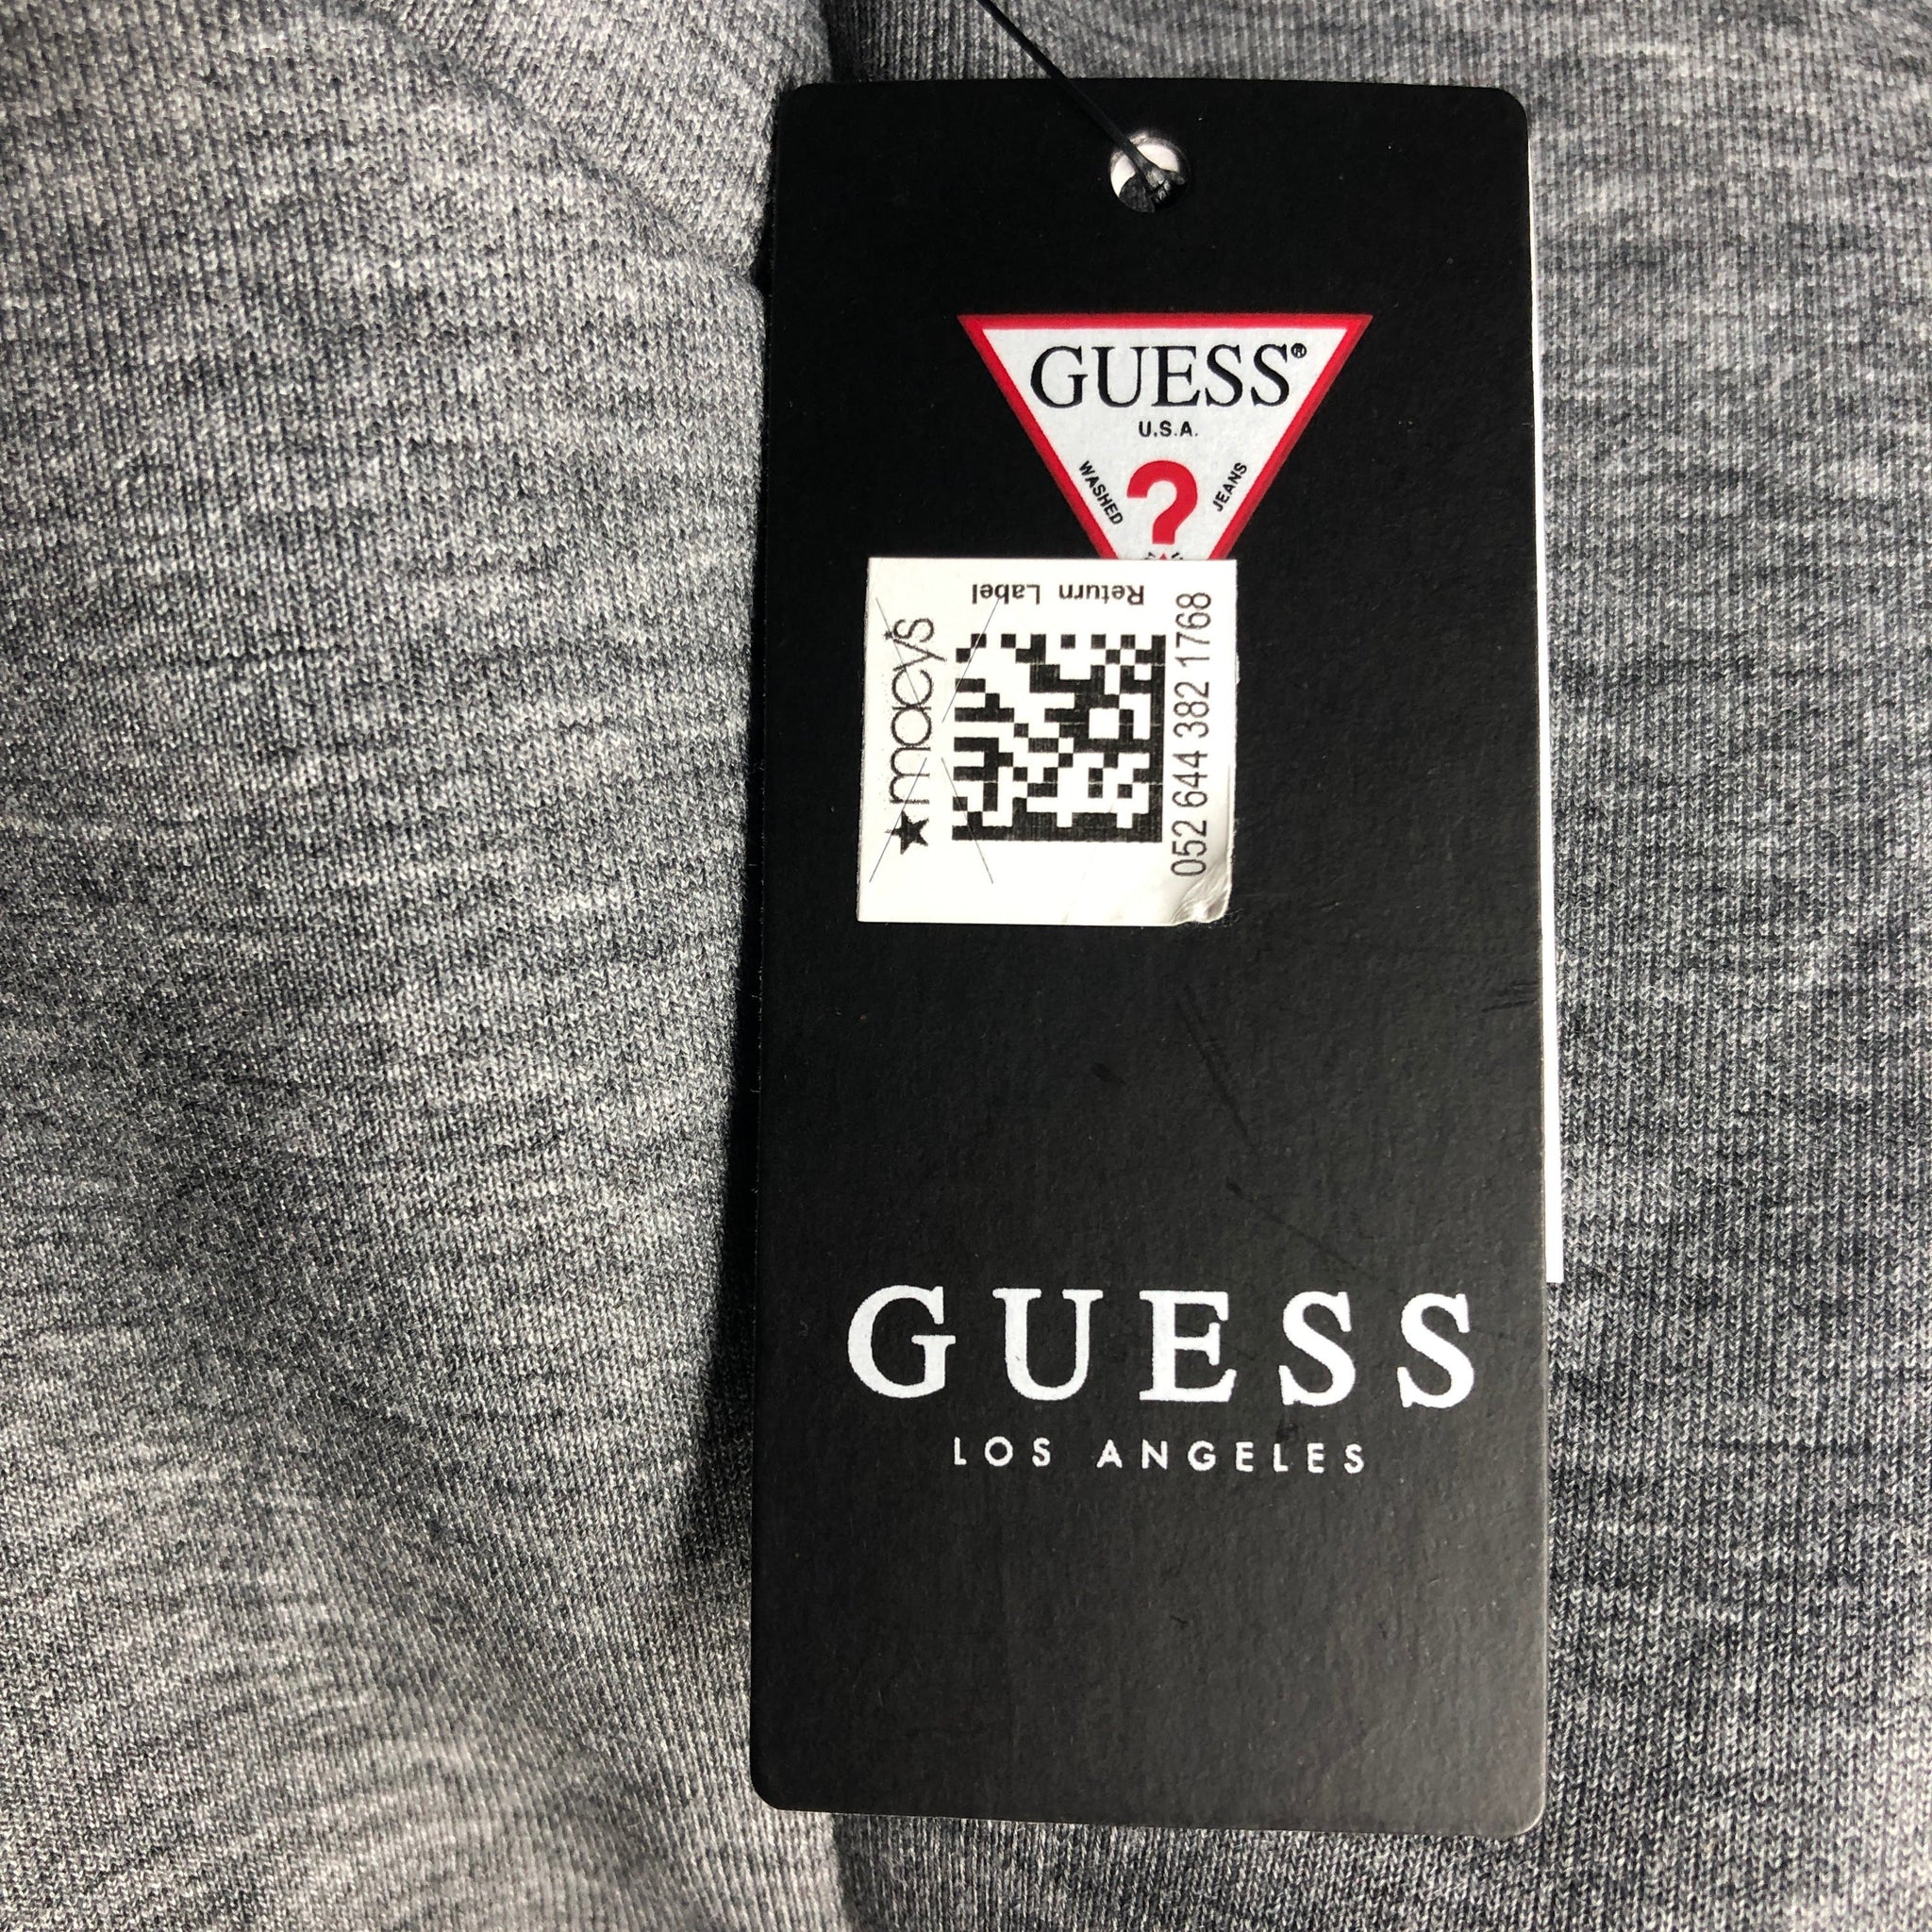 GUESS®
U.S.A.
WASHED ? JEANS
Return Label
★macy's
052 644 382 1768
GUESS
LOS ANGELES